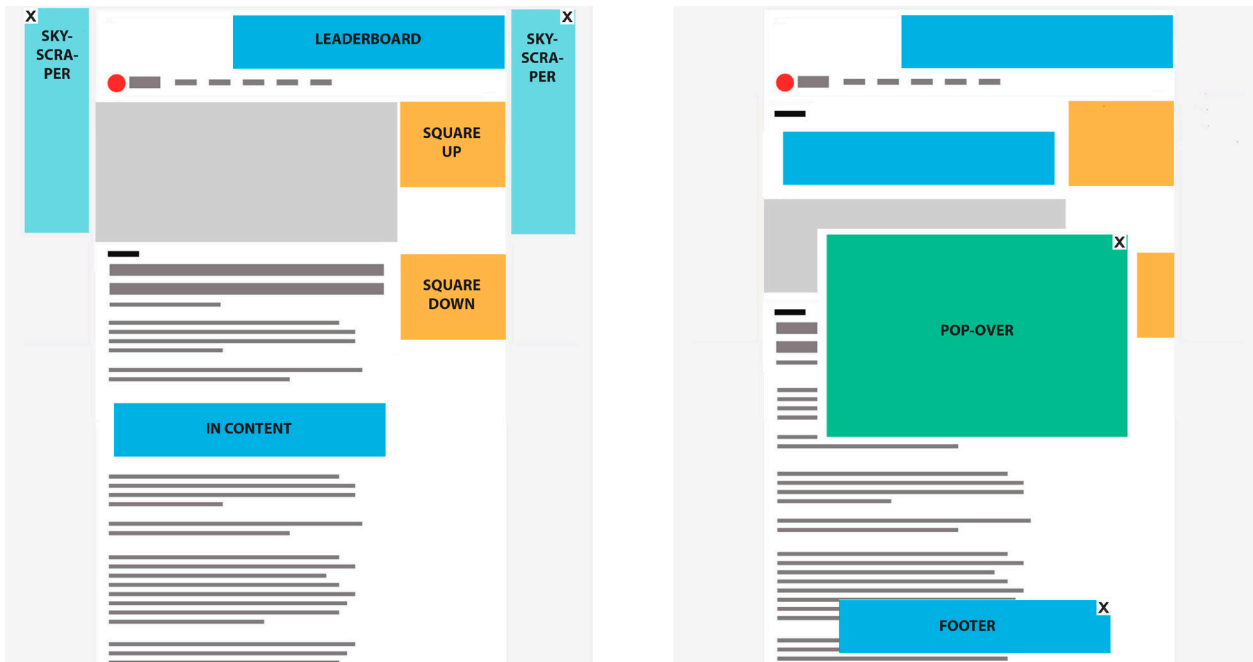 X
SKY-
SCRA-
PER
LEADERBOARD
X
SKY-
SCRA-
PER
SQUARE
UP
SQUARE
DOWN
IN CONTENT
X
POP-OVER
X
FOOTER